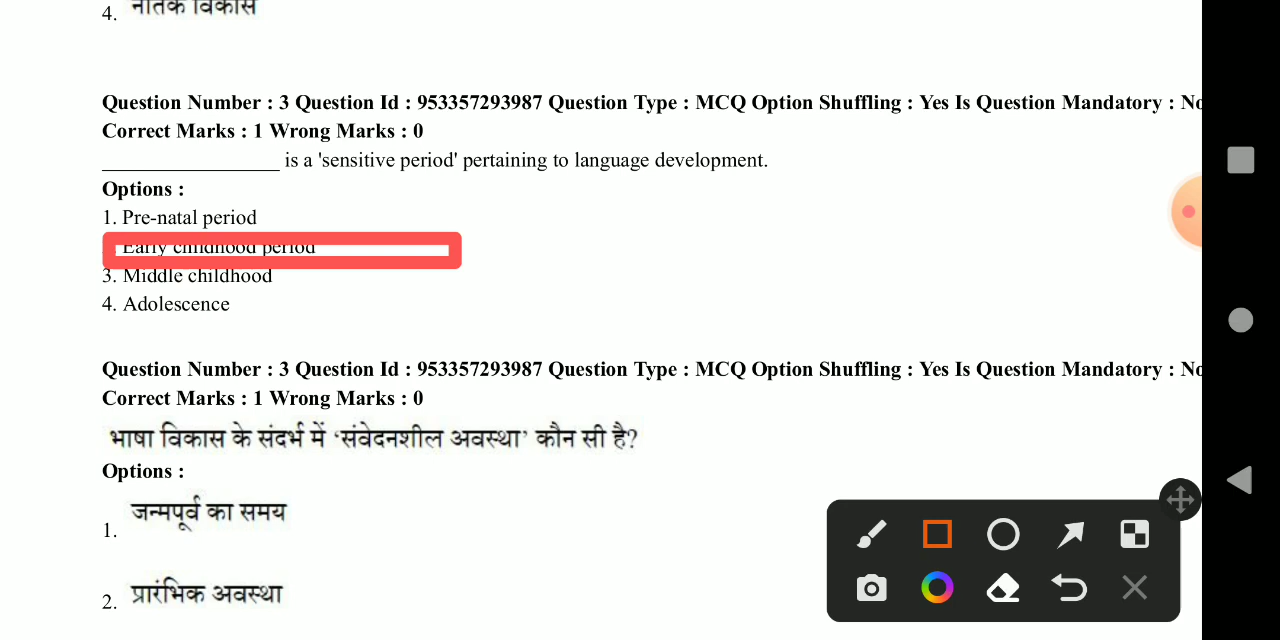 4. नैतिक विकास
Question Number : 3 Question Id : 953357293987 Question Type : MCQ Option Shuffling : Yes Is Question Mandatory : No
Correct Marks : 1 Wrong Marks : 0
________________ is a 'sensitive period' pertaining to language development.
Options :
1. Pre-natal period
Early childhood period
3. Middle childhood
4. Adolescence
Question Number : 3 Question Id : 953357293987 Question Type : MCQ Option Shuffling : Yes Is Question Mandatory : No
Correct Marks : 1 Wrong Marks : 0
भाषा विकास के संदर्भ में ‘संवेदनशील अवस्था’ कौन सी है?
Options :
1. जन्मपूर्व का समय
2. प्रारंभिक अवस्था